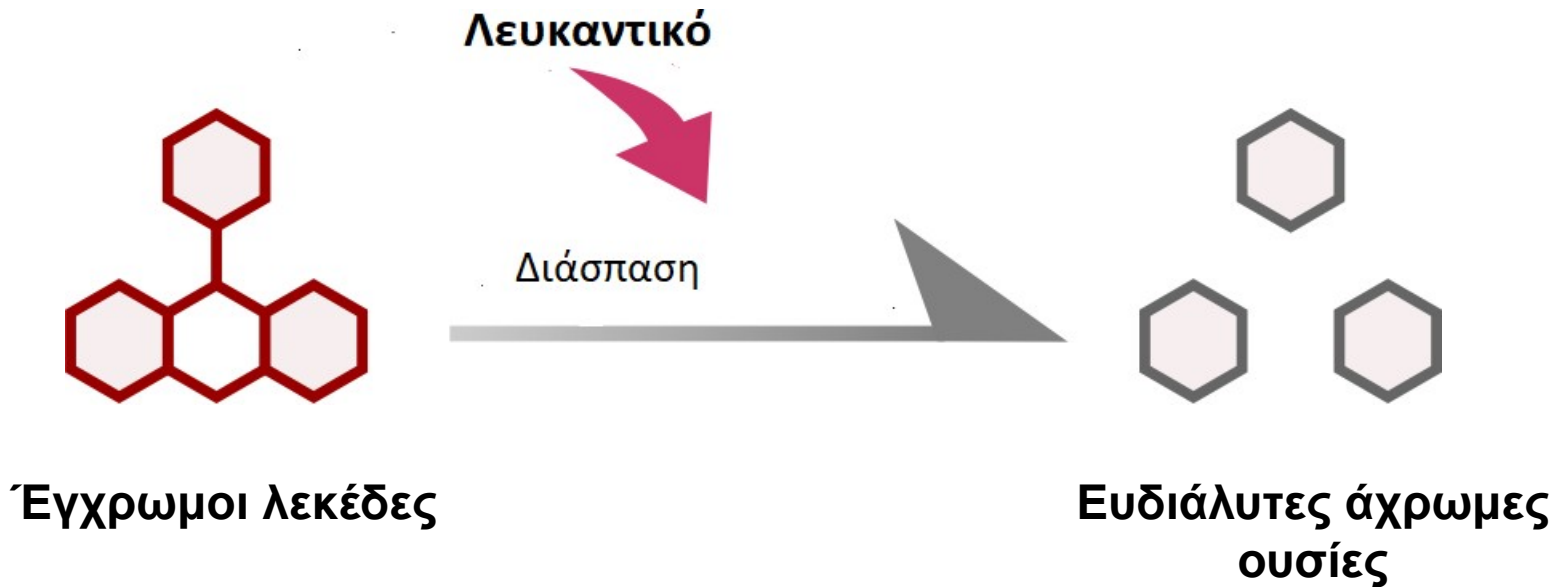 Λευκαντικό
Διάσπαση
Έγχρωμοι λεκέδες
Ευδιάλυτες άχρωμες
ουσίες